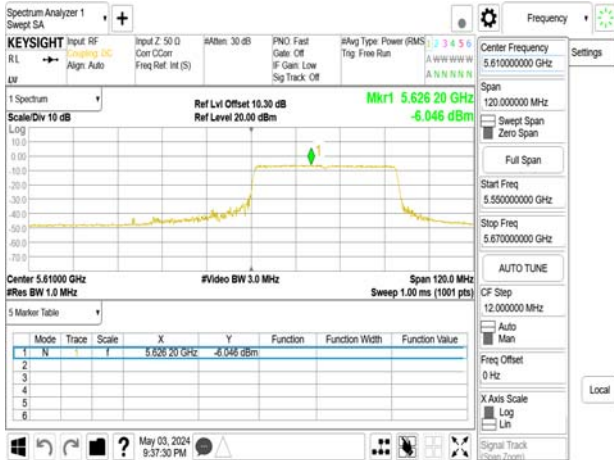 Spectrum Analyzer 1
Swept SA
Frequency
Settings
KEYSIGHT
RL
Input: RF
Coupling: DC
Align: Auto
Input Z: 50 Ω
Corr CCorr
Freq Ref: Int (S)
#Atten: 30 dB
PNO: Fast
Gate: Off
IF Gain: Low
Sig Track: Off
#Avg Type: Power (RMS
Trig: Free Run
1 2 3 4 5 6
A W W W W W
A N N N N N
1 Spectrum
Scale/Div 10 dB
Ref Lvl Offset 10.30 dB
Ref Level 20.00 dBm
Mkr1 5.626 20 GHz
-6.046 dBm
Log
10.0
0.00
-10.0
-20.0
-30.0
-40.0
-50.0
-60.0
-70.0
1
Center 5.61000 GHz
#Res BW 1.0 MHz
#Video BW 3.0 MHz
Span 120.0 MHz
Sweep 1.00 ms (1001 pts)
5 Marker Table
Mode Trace Scale X Y Function Function Width Function Value
1 N 1 f 5.626 20 GHz -6.046 dBm
2
3
4
5
6
Center Frequency
5.610000000 GHz
Span
120.000000 MHz
Swept Span
Zero Span
Full Span
Start Freq
5.550000000 GHz
Stop Freq
5.670000000 GHz
AUTO TUNE
CF Step
12.000000 MHz
Auto
Man
Freq Offset
0 Hz
X Axis Scale
Log
Lin
Signal Track
(Span Zoom)
Local
?
May 03, 2024
9:37:30 PM